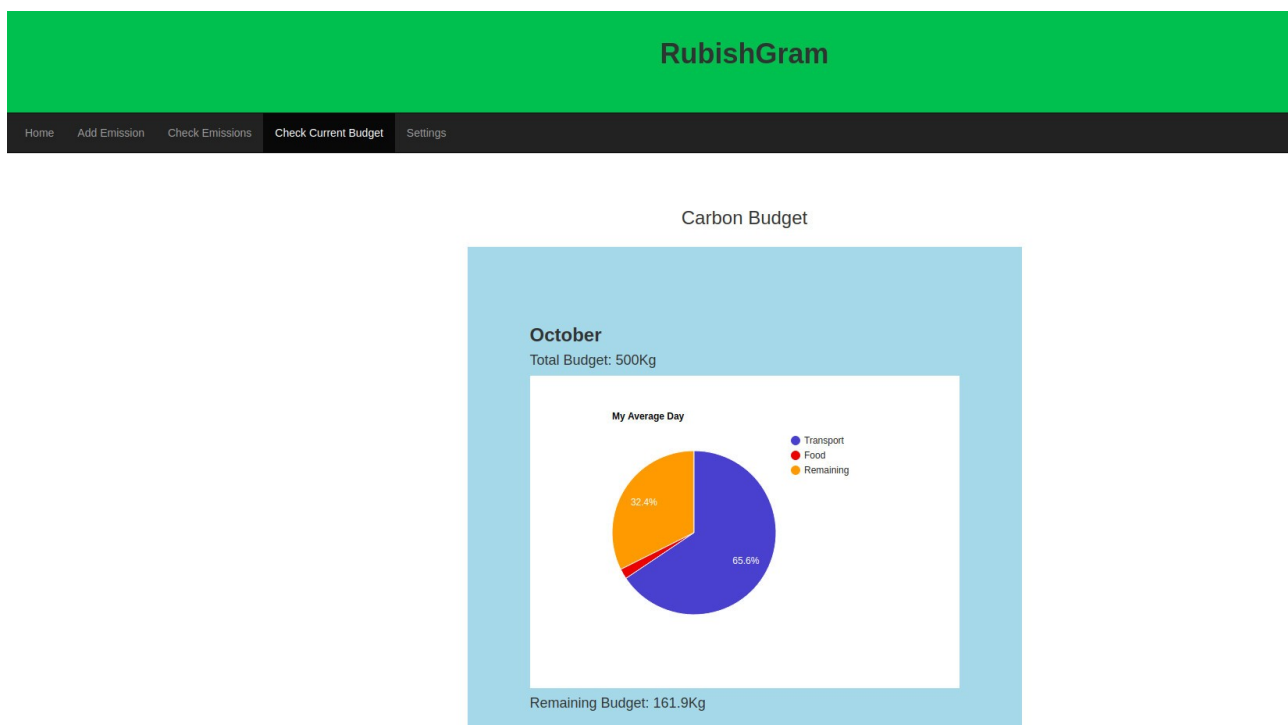 RubishGram
Home Add Emission Check Emissions Check Current Budget Settings
Carbon Budget
October
Total Budget: 500Kg
My Average Day
Transport
Food
Remaining
32.4%
65.6%
Remaining Budget: 161.9Kg